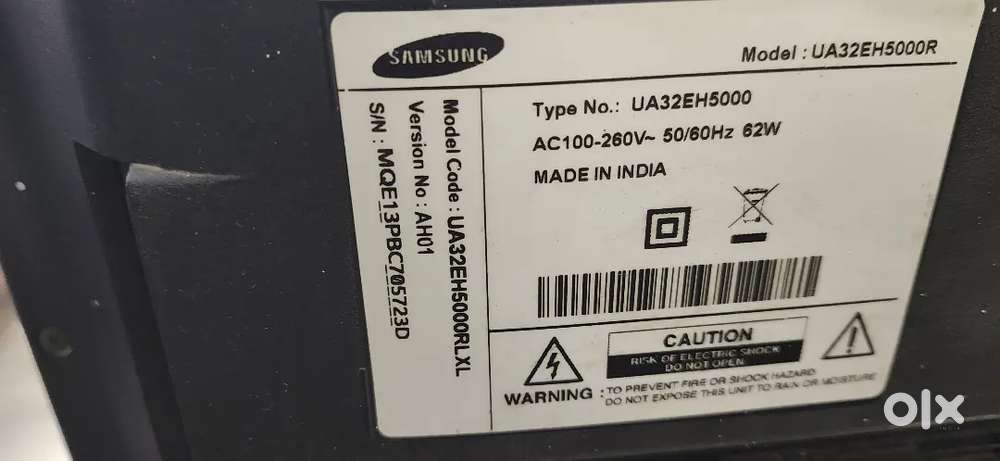 SAMSUNG
Model : UA32EH5000R
Type No.: UA32EH5000
AC100-260V~ 50/60Hz 62W
MADE IN INDIA
Model Code : UA32EH5000RLXL
Version No : AH01
S/N : MQE13PBC705723D
CAUTION
RISK OF ELECTRIC SHOCK
DO NOT OPEN
WARNING : TO PREVENT FIRE OR SHOCK HAZARD
DO NOT EXPOSE THIS UNIT TO RAIN OR MOISTURE
olx
INDIA